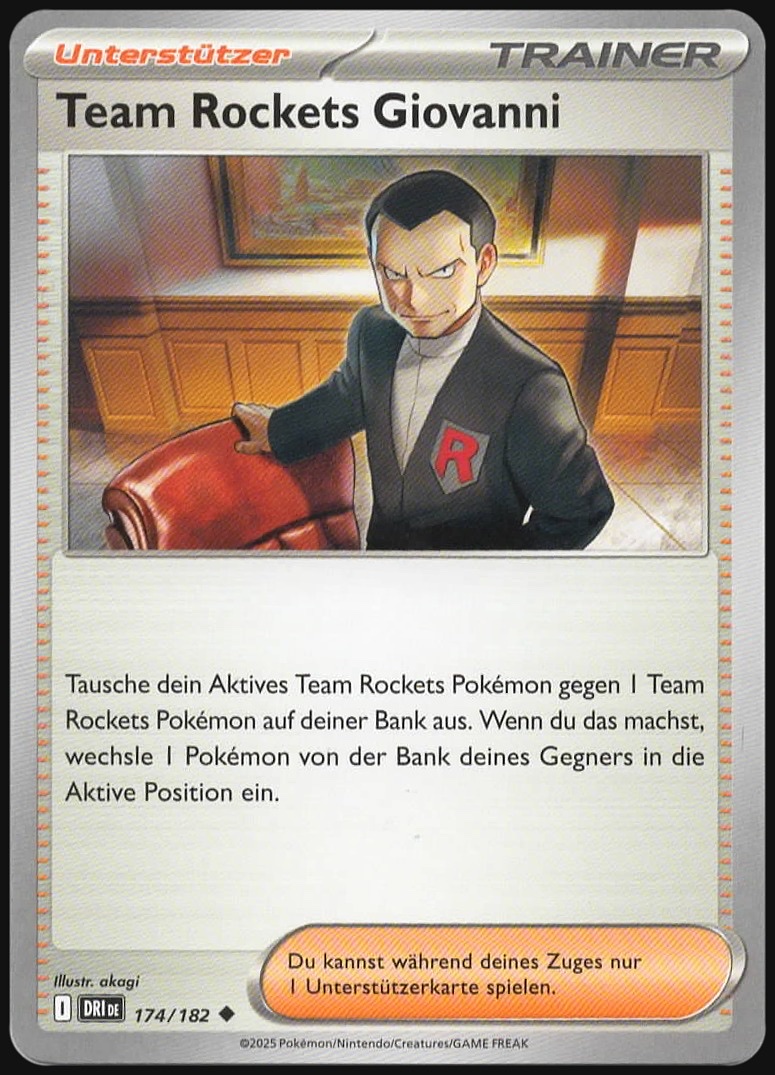 Unterstützer TRAINER
Team Rockets Giovanni
R
Tausche dein Aktives Team Rockets Pokémon gegen 1 Team
Rockets Pokémon auf deiner Bank aus. Wenn du das machst,
wechsle 1 Pokémon von der Bank deines Gegners in die
Aktive Position ein.
Du kannst während deines Zuges nur
1 Unterstützerkarte spielen.
Illustr. akagi
I DRI DE 174/182
©2025 Pokémon/Nintendo/Creatures/GAME FREAK